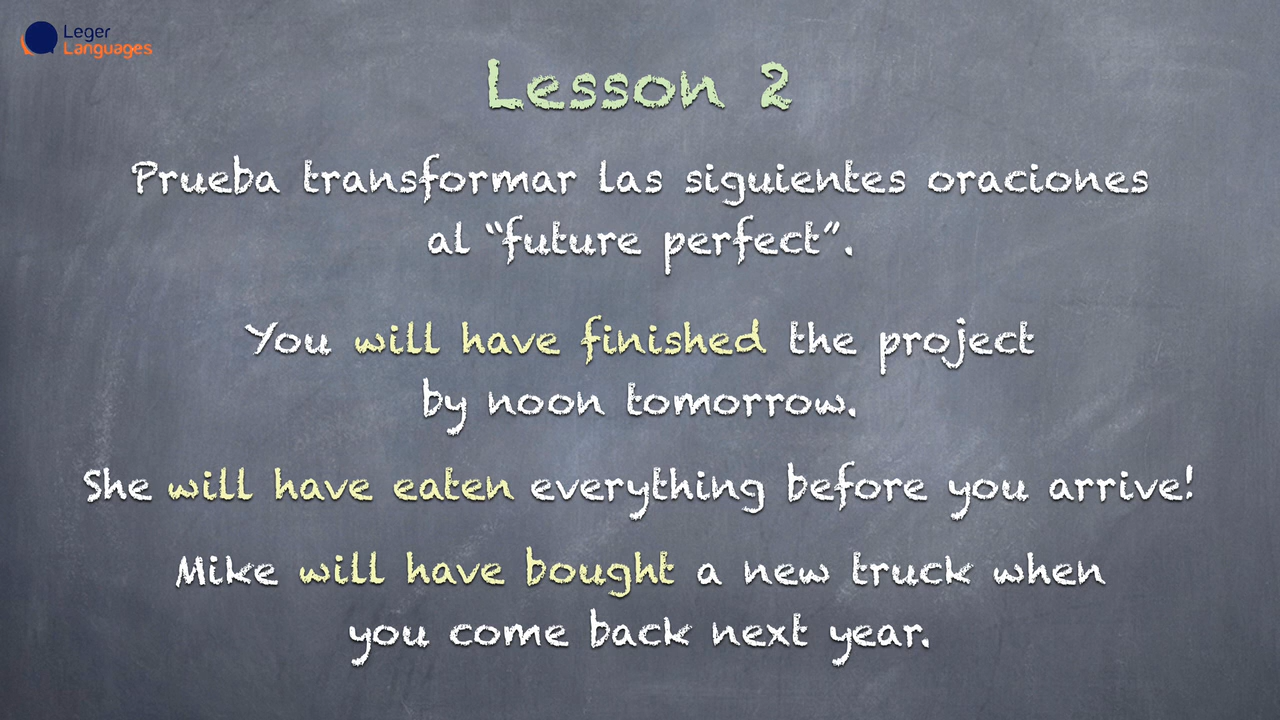 Leger
Languages
Lesson 2
Prueba transformar las siguientes oraciones
al “future perfect”.
You will have finished the project
by noon tomorrow.
She will have eaten everything before you arrive!
Mike will have bought a new truck when
you come back next year.